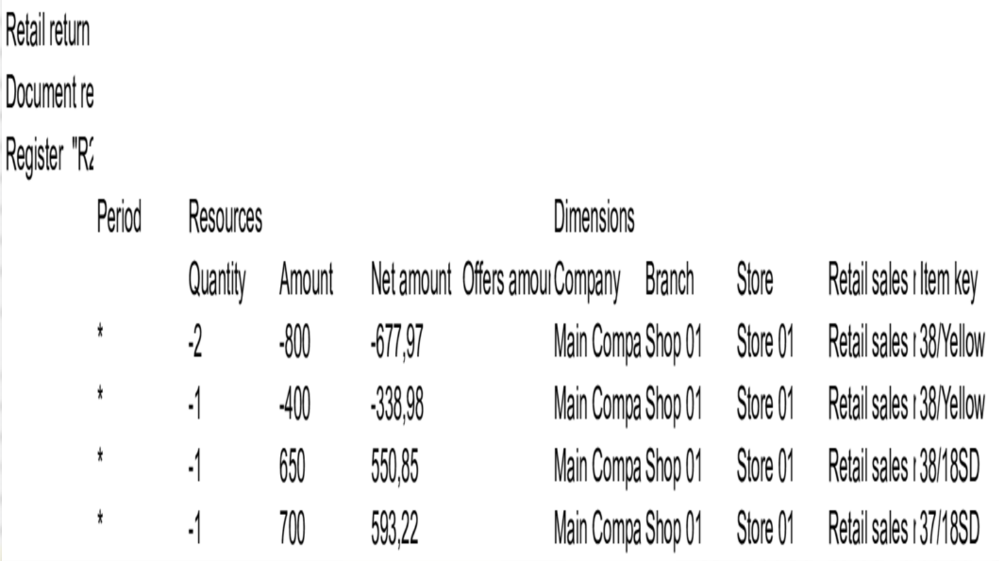 Retail return
Document re
Register "R2
Period Resources Dimensions
Quantity Amount Net amount Offers amour Company Branch Store Retail sales r Item key
* -2 -800 -677,97 Main Compa Shop 01 Store 01 Retail sales r 38/Yellow
* -1 -400 -338,98 Main Compa Shop 01 Store 01 Retail sales r 38/Yellow
* -1 650 550,85 Main Compa Shop 01 Store 01 Retail sales r 38/18SD
* -1 700 593,22 Main Compa Shop 01 Store 01 Retail sales r 37/18SD